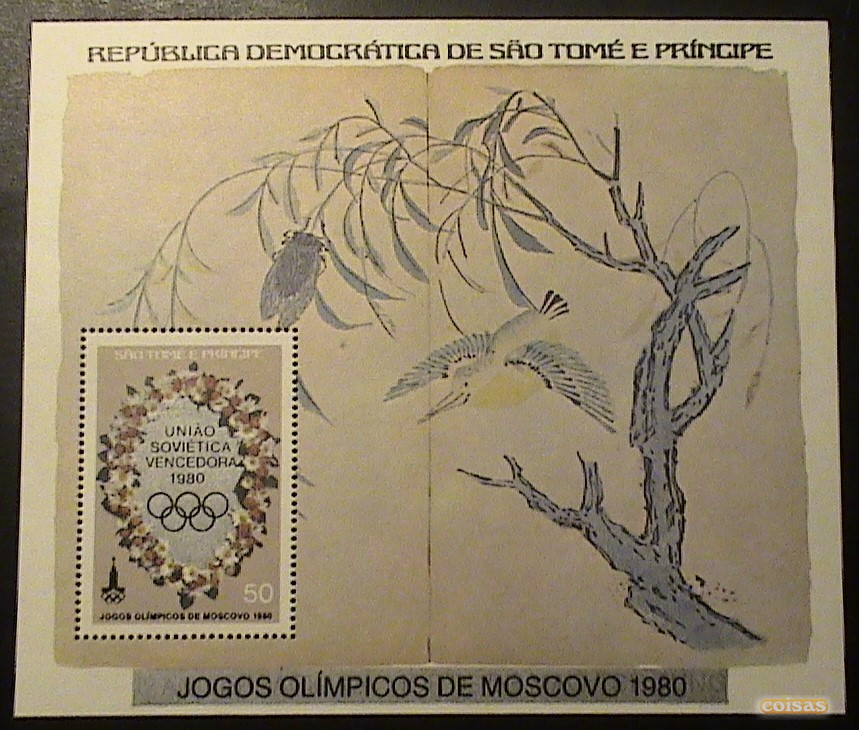 REPÚBLICA DEMOCRÁTICA DE SÃO TOMÉ E PRÍNCIPE
SÃO TOMÉ E PRÍNCIPE
UNIÃO
SOVIÉTICA
VENCEDORA
1980
50
JOGOS OLÍMPICOS DE MOSCOVO 1980
JOGOS OLÍMPICOS DE MOSCOVO 1980
coisas